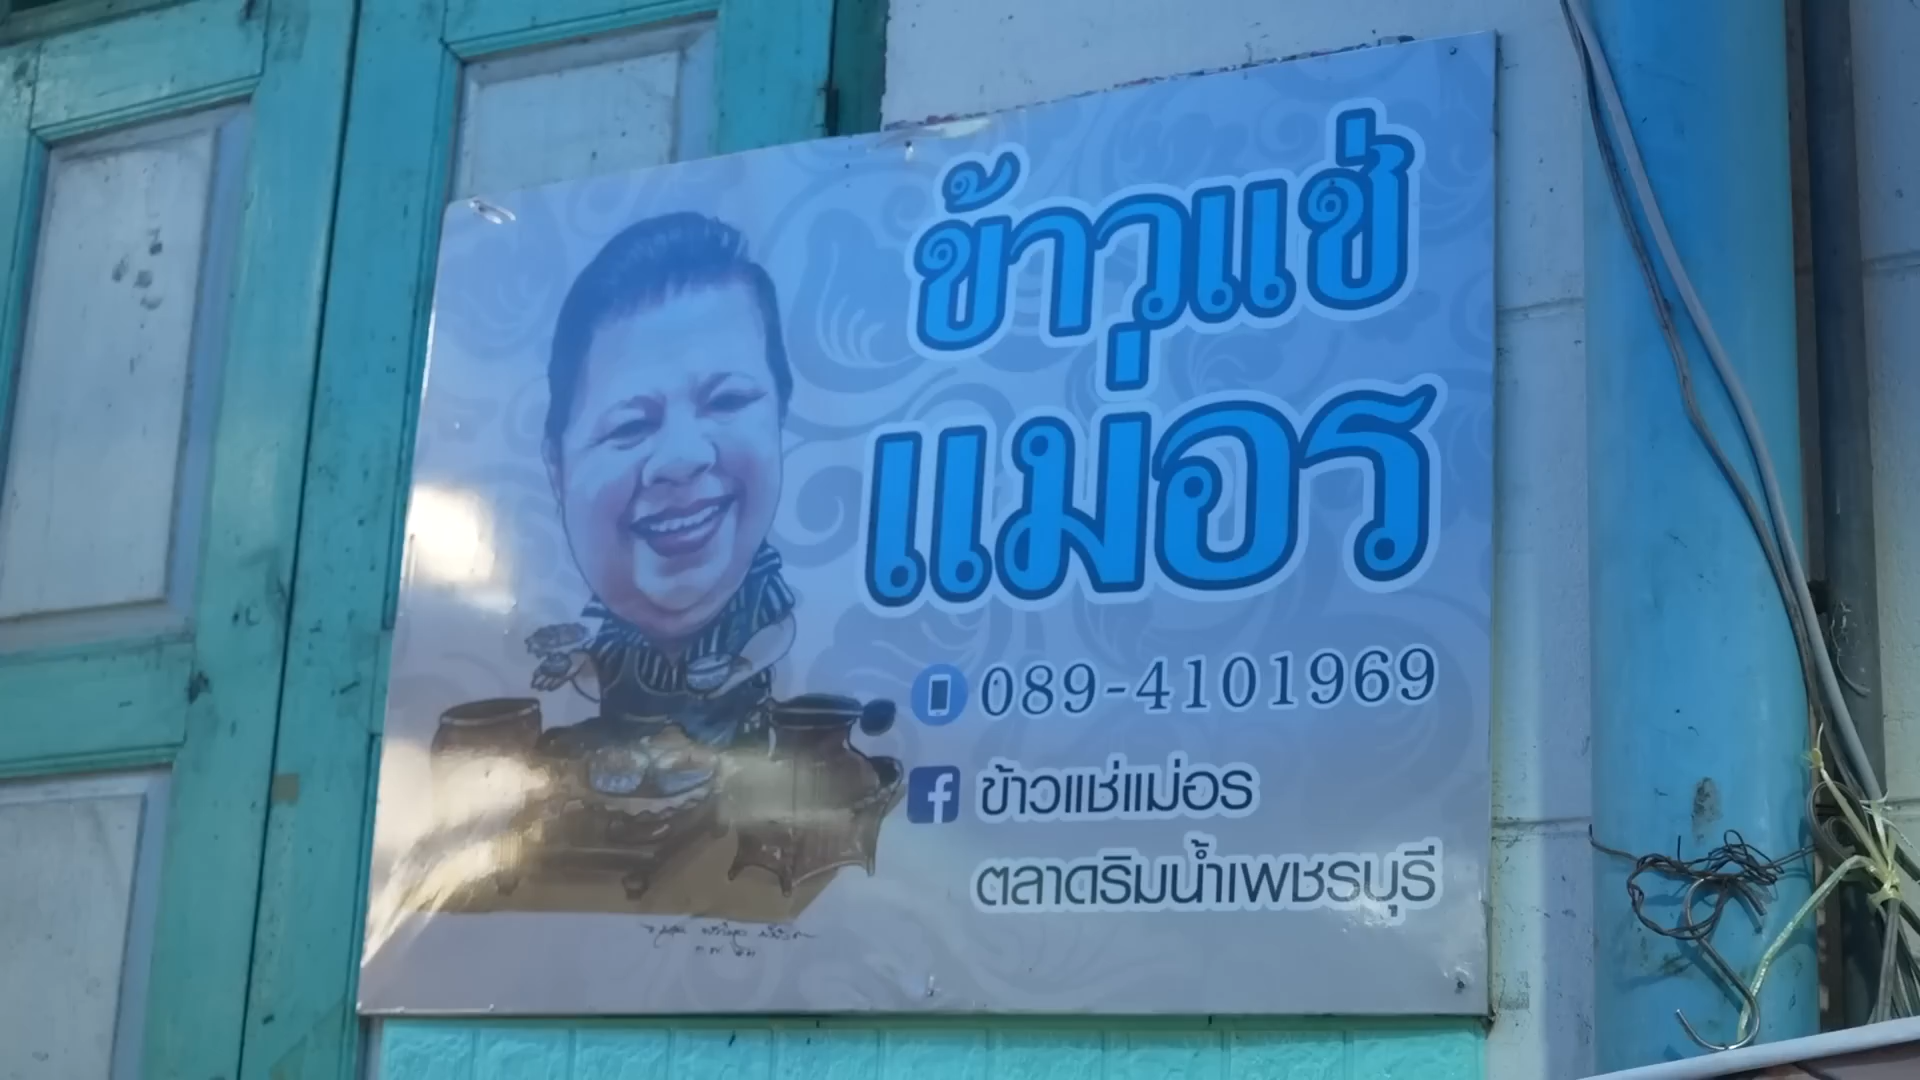 ข้าวแช่
แม่อร
089-4101969
ข้าวแช่แม่อร
ตลาดริมน้ำเพชรบุรี